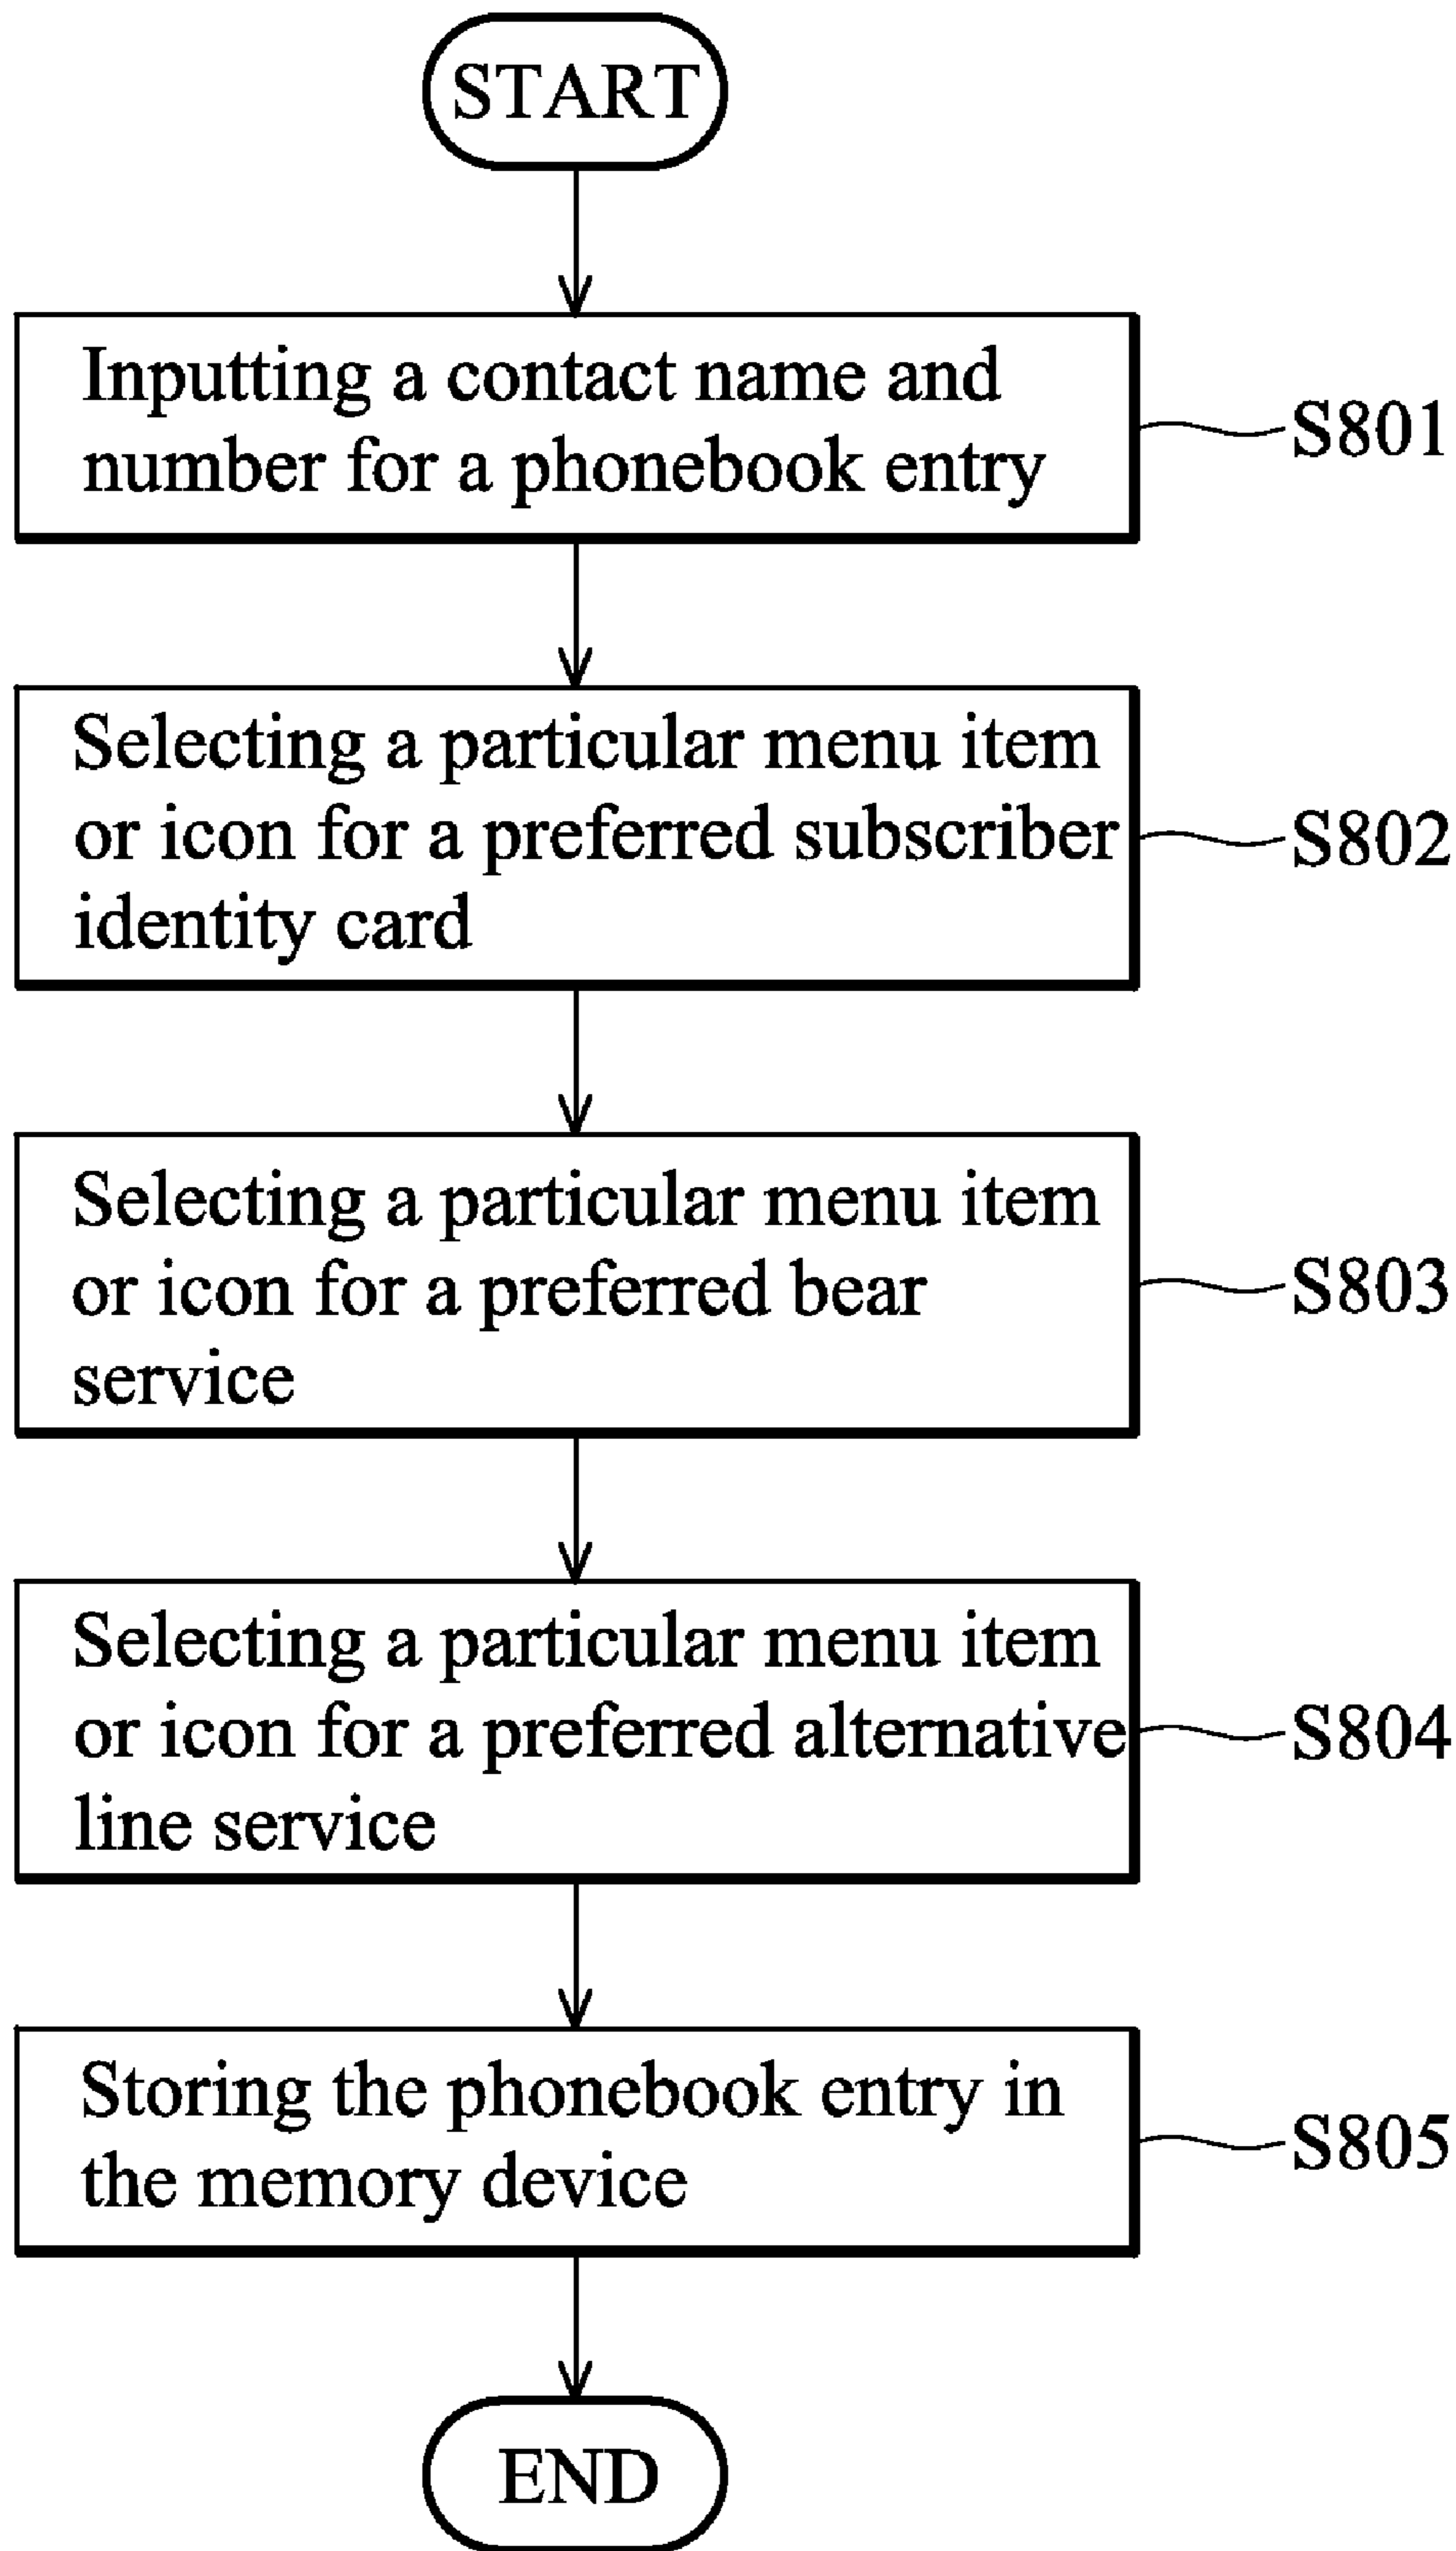 START
Inputting a contact name and
number for a phonebook entry
S801
Selecting a particular menu item
or icon for a preferred subscriber
identity card
S802
Selecting a particular menu item
or icon for a preferred bear
service
S803
Selecting a particular menu item
or icon for a preferred alternative
line service
S804
Storing the phonebook entry in
the memory device
S805
END